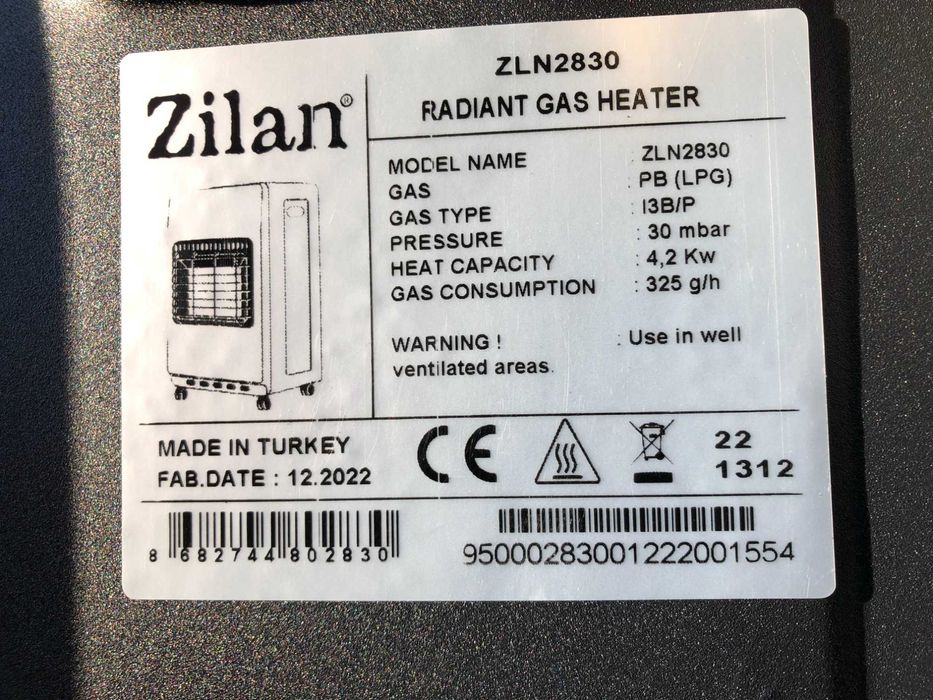 Zilan®
ZLN2830
RADIANT GAS HEATER
MODEL NAME : ZLN2830
GAS : PB (LPG)
GAS TYPE : I3B/P
PRESSURE : 30 mbar
HEAT CAPACITY : 4,2 Kw
GAS CONSUMPTION : 325 g/h
WARNING ! : Use in well
ventilated areas.
MADE IN TURKEY
FAB.DATE : 12.2022
CE
22
1312
8 682744 802830
95000283001222001554